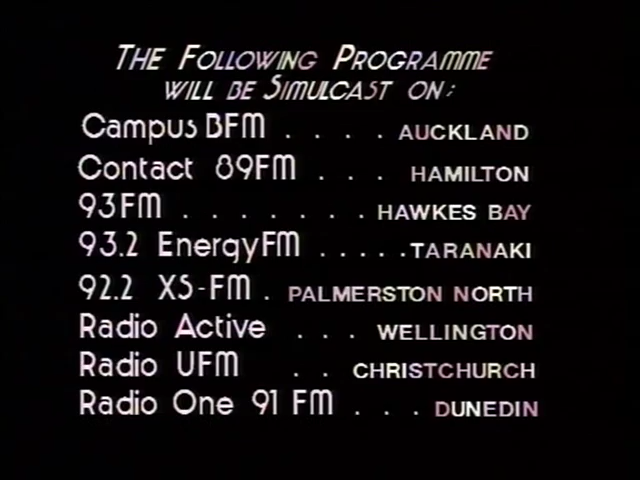 The Following Programme
will be Simulcast on:
Campus BFM . . . . AUCKLAND
Contact 89FM . . . HAMILTON
93FM . . . . . . . HAWKES BAY
93.2 EnergyFM . . . . . TARANAKI
92.2 XS-FM . PALMERSTON NORTH
Radio Active . . . WELLINGTON
Radio UFM . . CHRISTCHURCH
Radio One 91 FM . . . DUNEDIN